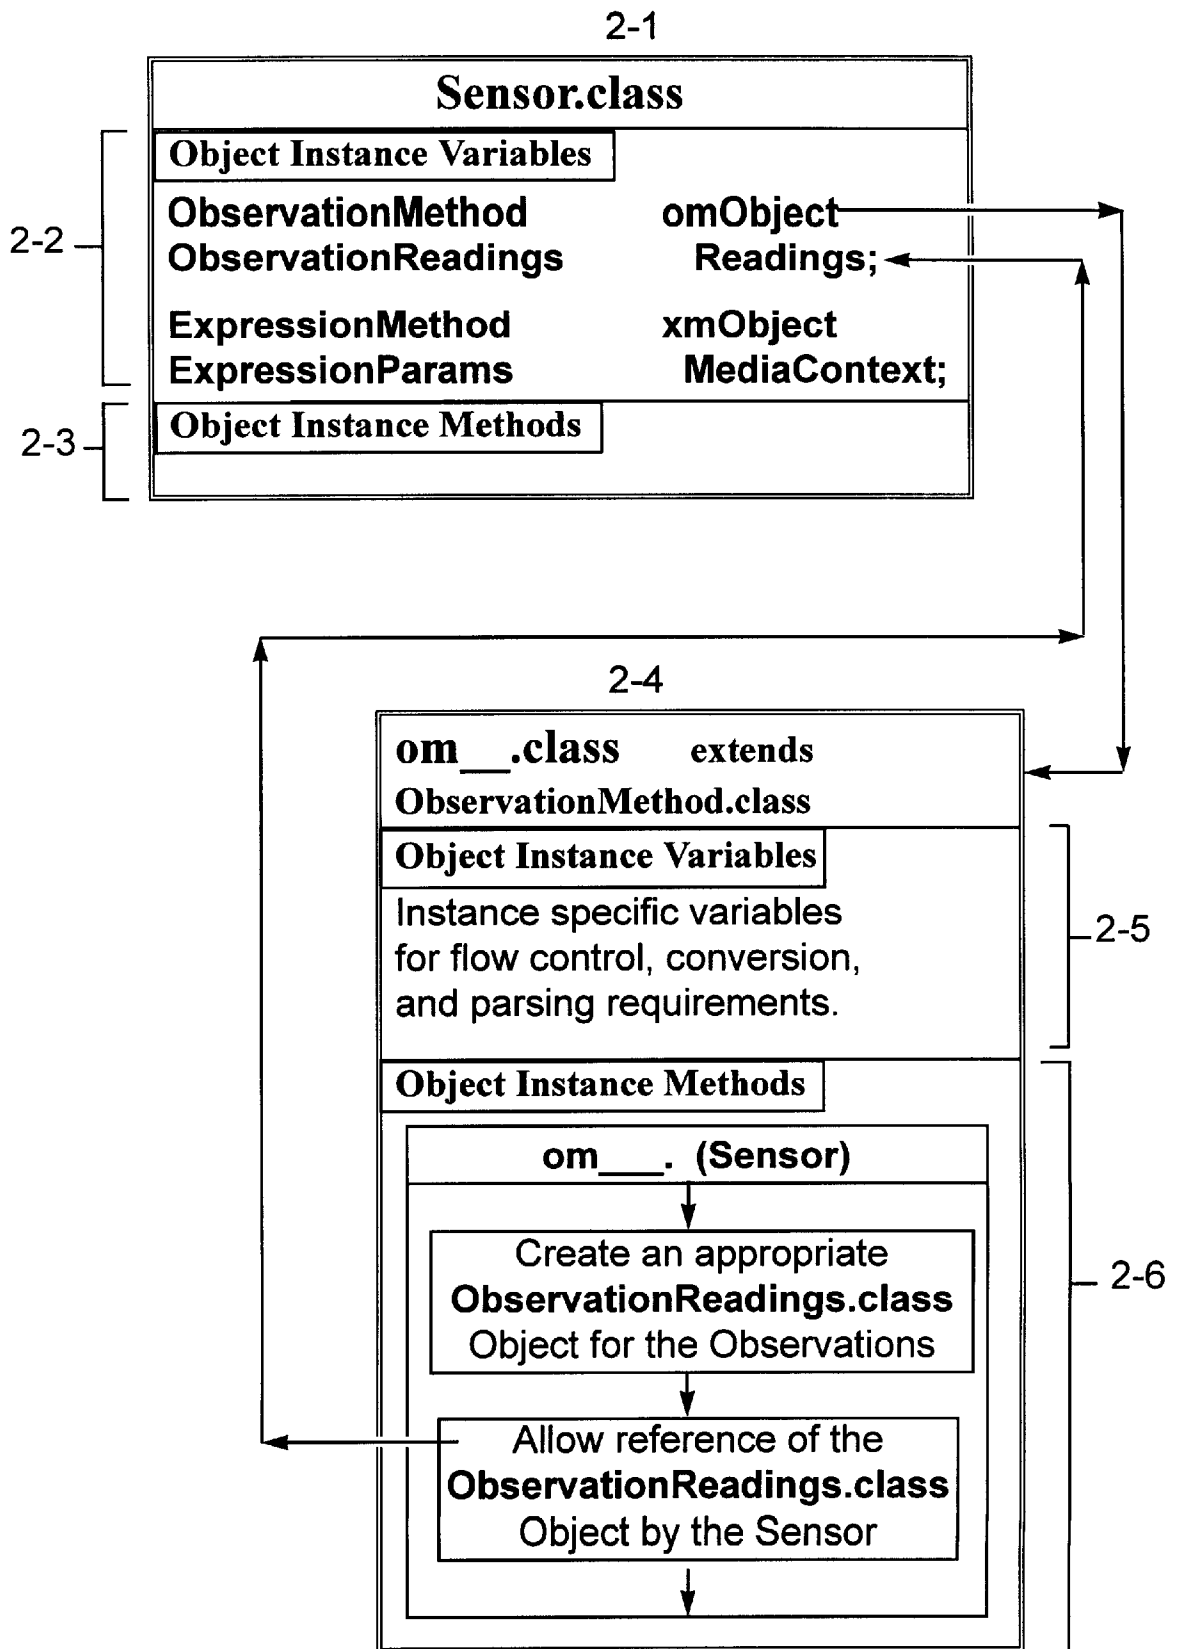 2-1
Sensor.class
Object Instance Variables
ObservationMethod omObject
2-2
ObservationReadings Readings;
ExpressionMethod xmObject
ExpressionParams MediaContext;
Object Instance Methods
2-3
2-4
om__.class extends
ObservationMethod.class
Object Instance Variables
Instance specific variables
2-5
for flow control, conversion,
and parsing requirements.
Object Instance Methods
om___. (Sensor)
Create an appropriate
2-6
ObservationReadings.class
Object for the Observations
Allow reference of the
ObservationReadings.class
Object by the Sensor